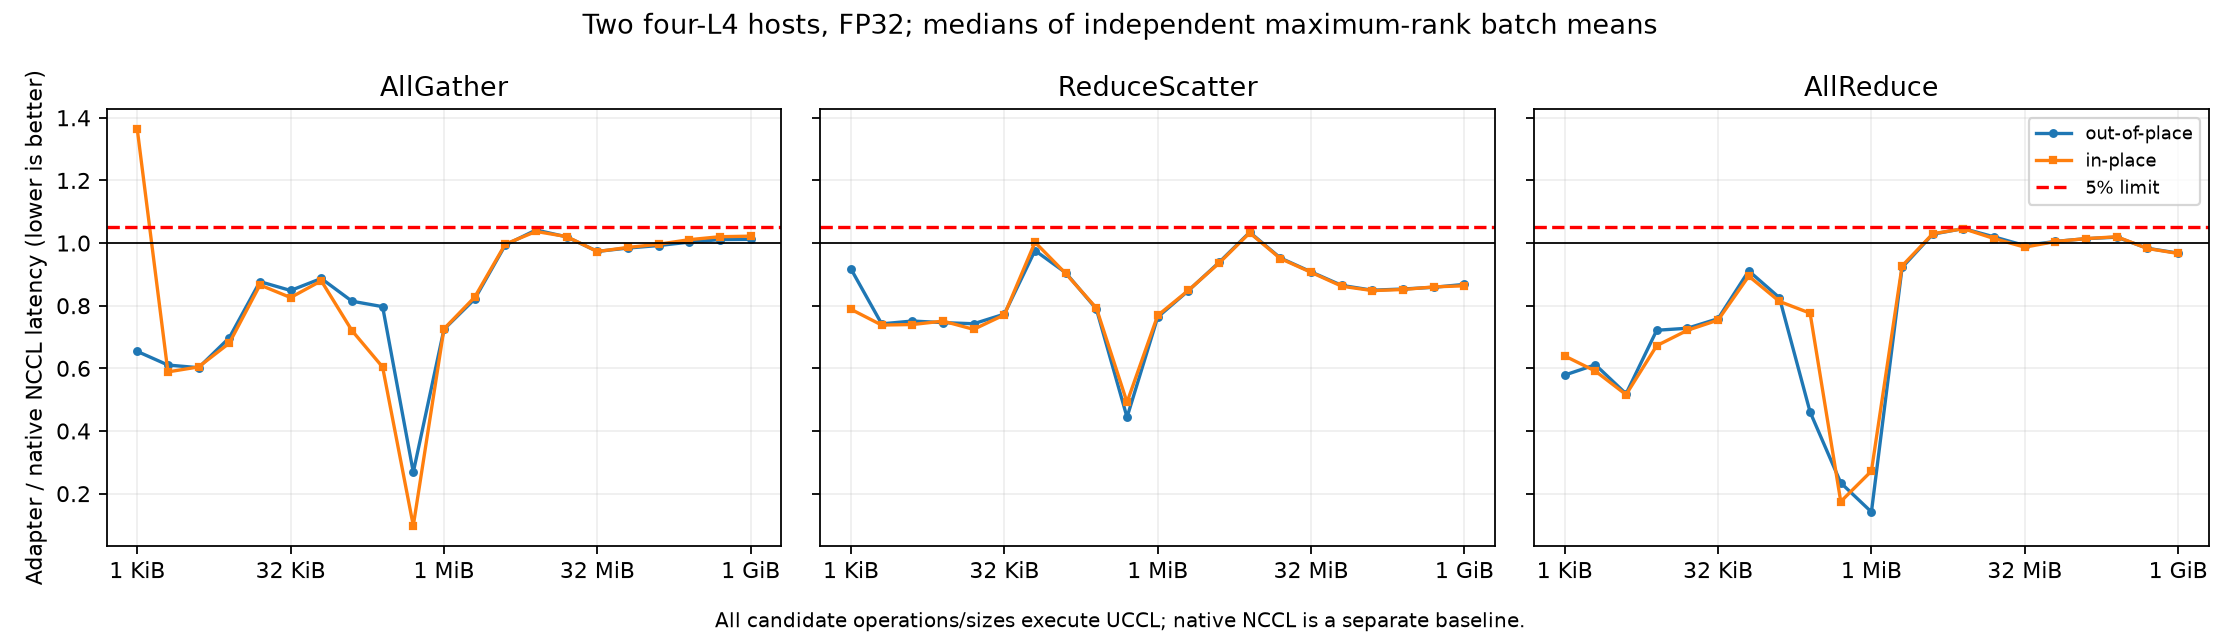 Two four-L4 hosts, FP32; medians of independent maximum-rank batch means
Adapter / native NCCL latency (lower is better)
AllGather
1.4
1.2
1.0
0.8
0.6
0.4
0.2
1 KiB
32 KiB
1 MiB
32 MiB
1 GiB
ReduceScatter
1 KiB
32 KiB
1 MiB
32 MiB
1 GiB
AllReduce
out-of-place
in-place
5% limit
1 KiB
32 KiB
1 MiB
32 MiB
1 GiB
All candidate operations/sizes execute UCCL; native NCCL is a separate baseline.